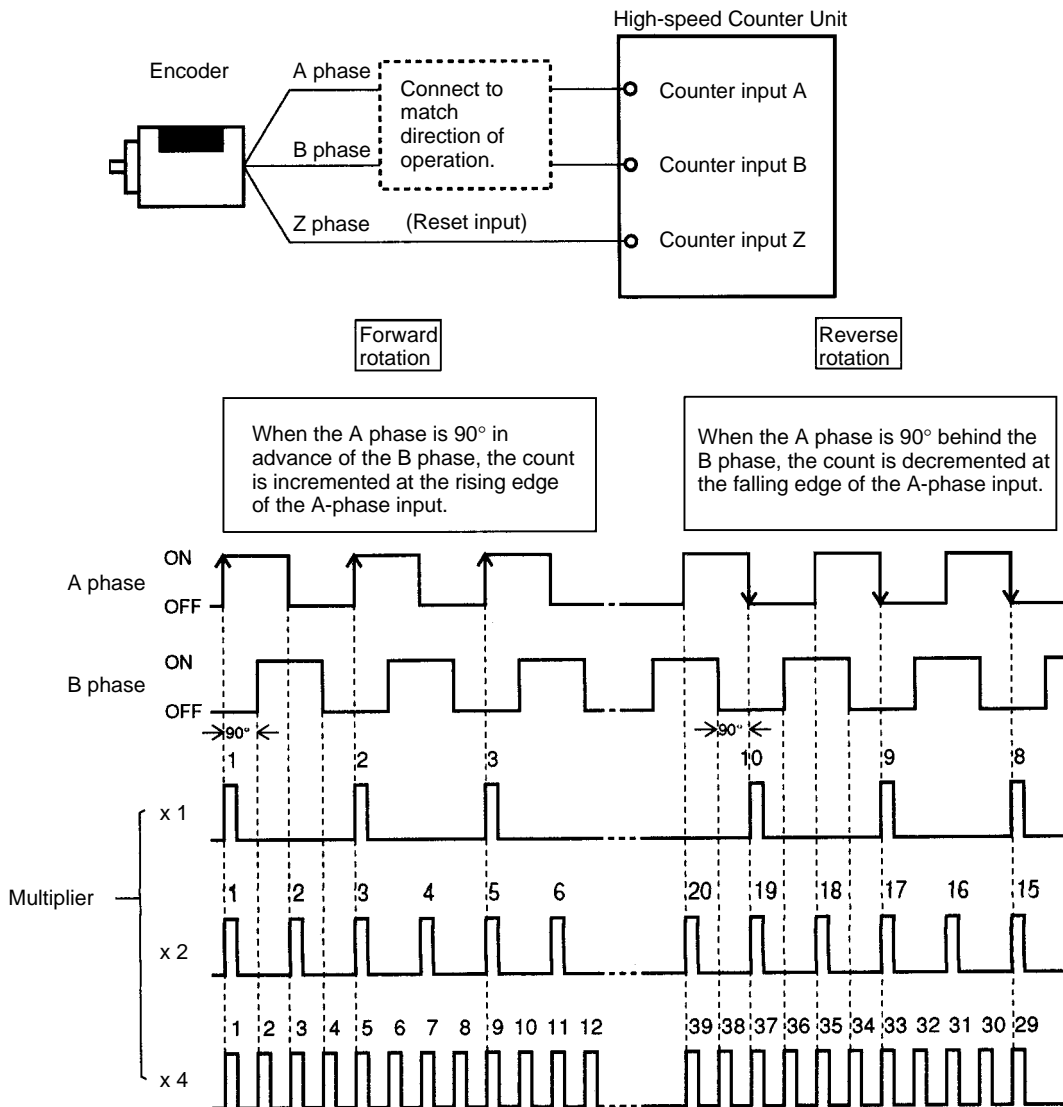 High-speed Counter Unit
Encoder
A phase
Connect to
match
direction of
operation.
Counter input A
B phase
Counter input B
Z phase
(Reset input)
Counter input Z
Forward
rotation
Reverse
rotation
When the A phase is 90° in
advance of the B phase, the count
is incremented at the rising edge
of the A-phase input.
When the A phase is 90° behind the
B phase, the count is decremented at
the falling edge of the A-phase input.
A phase
ON
OFF
B phase
ON
OFF
90° 90°
1 2 3 10 9 8
x 1
Multiplier
1 2 3 4 5 6 20 19 18 17 16 15
x 2
1 2 3 4 5 6 7 8 9 10 11 12 39 38 37 36 35 34 33 32 31 30 29
x 4